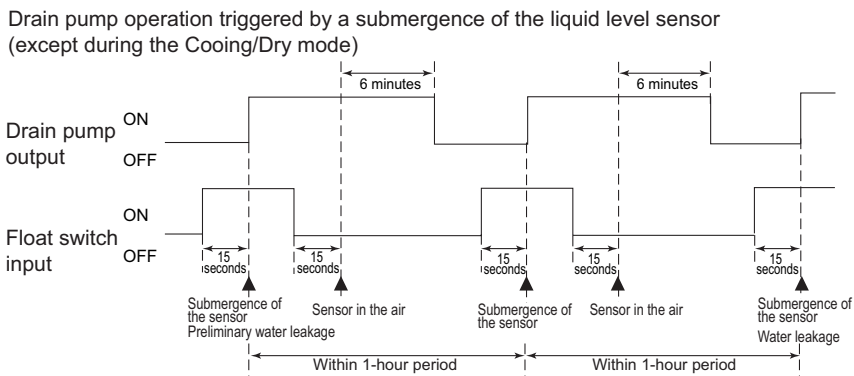 Drain pump operation triggered by a submergence of the liquid level sensor
(except during the Cooing/Dry mode)
6 minutes
6 minutes
Drain pump
output
ON
OFF
Float switch
input
ON
OFF
15
seconds
15
seconds
15
seconds
15
seconds
15
seconds
Submergence of
the sensor
Preliminary water leakage
Sensor in the air
Submergence of
the sensor
Sensor in the air
Submergence of
the sensor
Water leakage
Within 1-hour period
Within 1-hour period